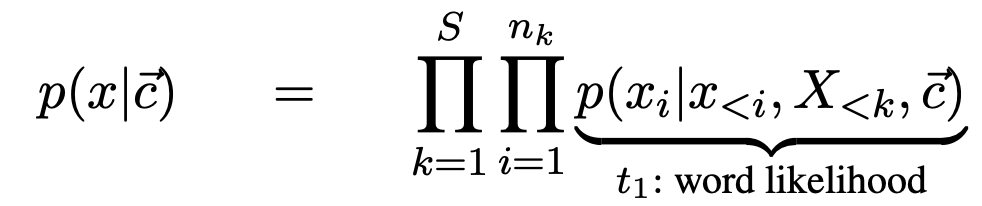 p(x|c⃗) = ∏_{k=1}^{S} ∏_{i=1}^{n_k} p(x_i|x_{<i}, X_{<k}, c⃗)
t_1: word likelihood